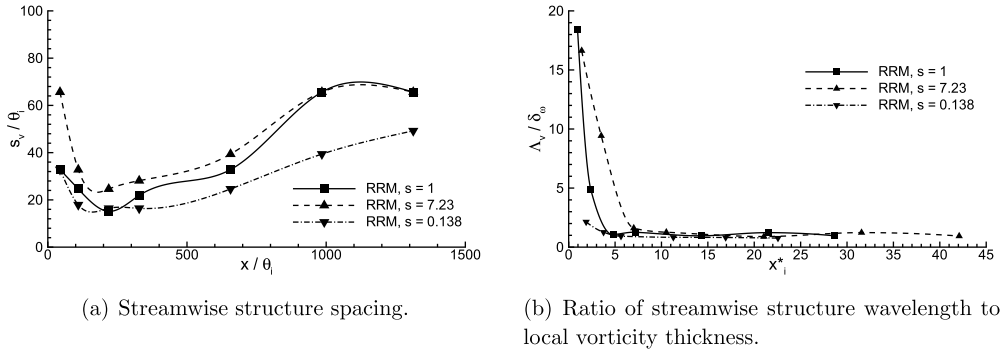 100
80
60
40
20
0
s_v / θ_i
0 500 1000 1500
x / θ_i
RRM, s = 1
RRM, s = 7.23
RRM, s = 0.138
(a) Streamwise structure spacing.
20
15
10
5
0
Λ_v / δ_ω
0 5 10 15 20 25 30 35 40 45
x*_i
RRM, s = 1
RRM, s = 7.23
RRM, s = 0.138
(b) Ratio of streamwise structure wavelength to
local vorticity thickness.